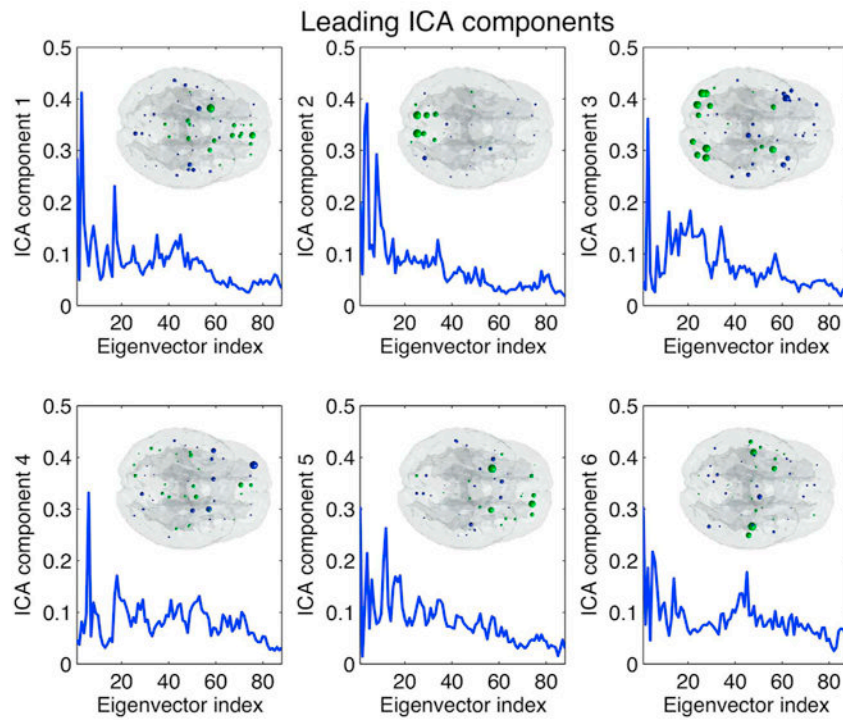 Leading ICA components
0.5
0.4
0.3
0.2
0.1
0
ICA component 1
20 40 60 80
Eigenvector index
0.5
0.4
0.3
0.2
0.1
0
ICA component 2
20 40 60 80
Eigenvector index
0.5
0.4
0.3
0.2
0.1
0
ICA component 3
20 40 60 80
Eigenvector index
0.5
0.4
0.3
0.2
0.1
0
ICA component 4
20 40 60 80
Eigenvector index
0.5
0.4
0.3
0.2
0.1
0
ICA component 5
20 40 60 80
Eigenvector index
0.5
0.4
0.3
0.2
0.1
0
ICA component 6
20 40 60 80
Eigenvector index